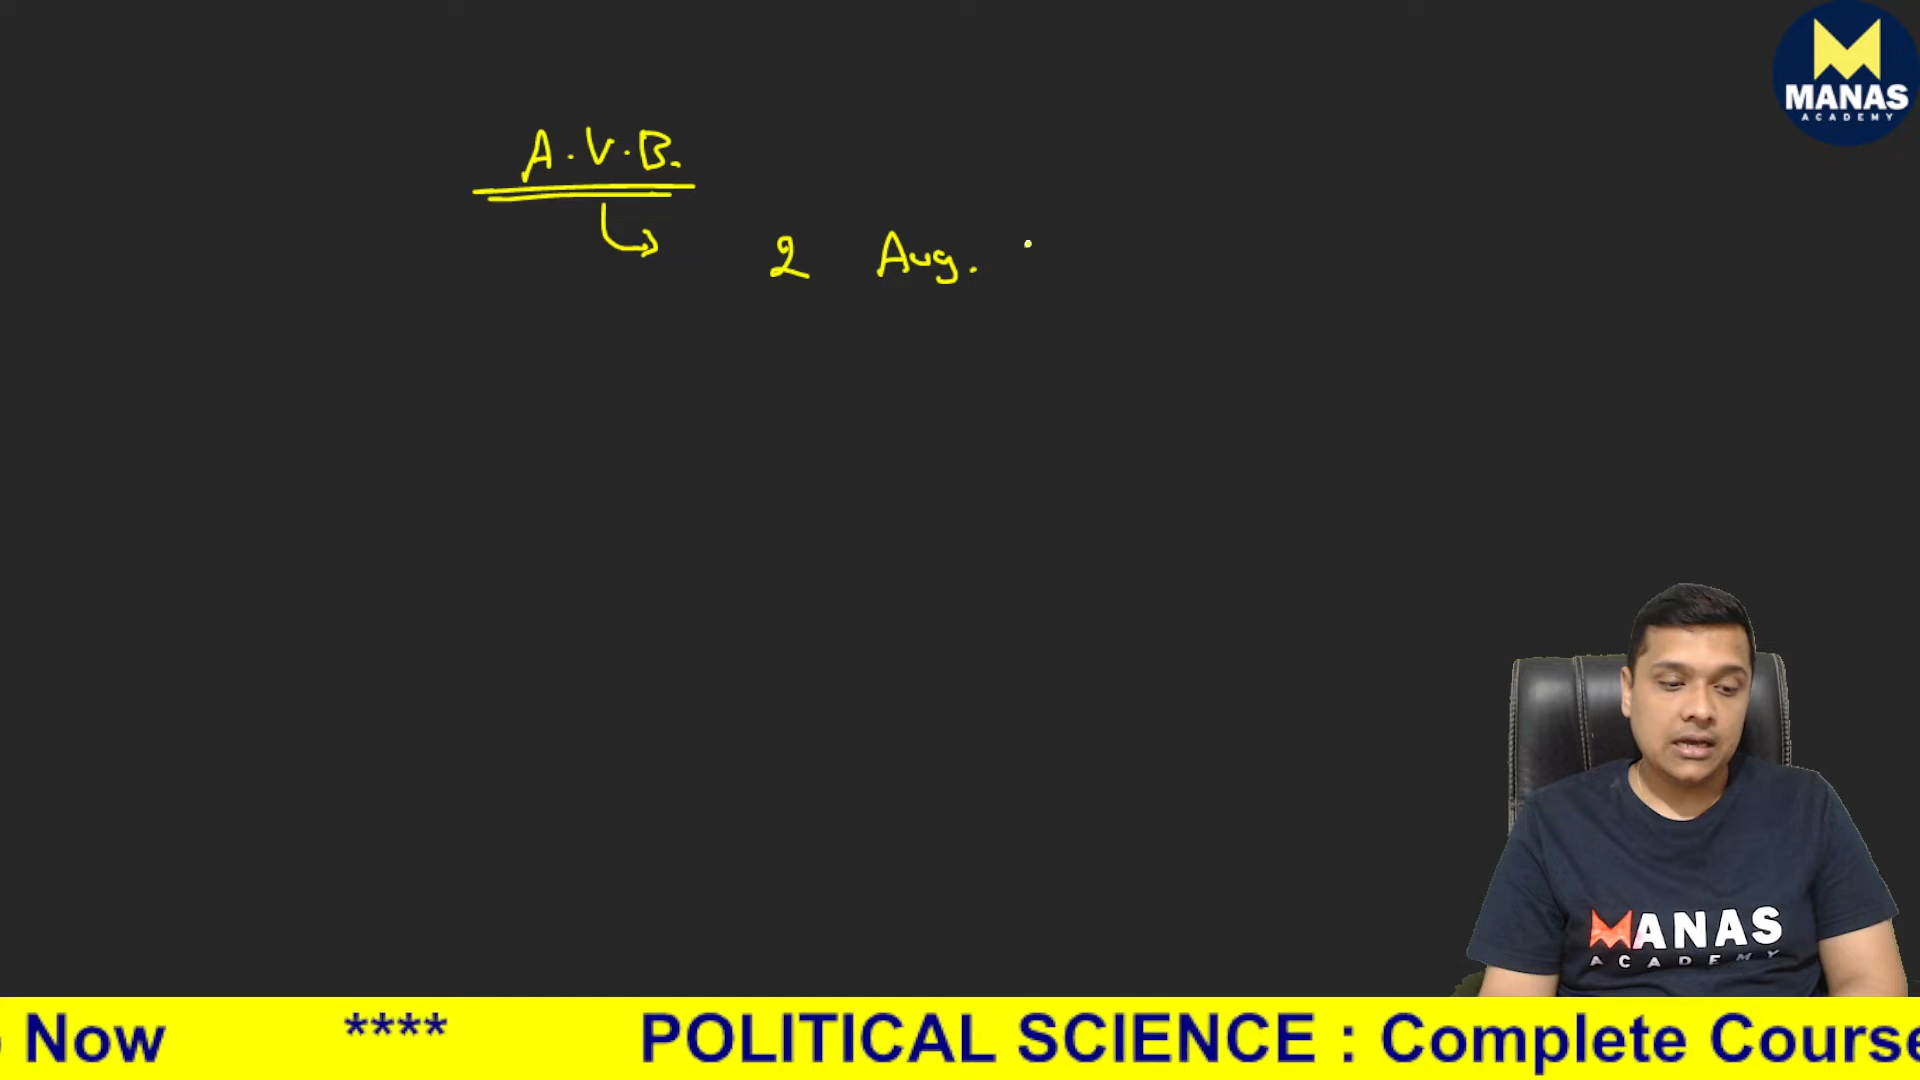 MANAS
ACADEMY
A.V.B.
2 Aug.
MANAS
ACADEMY
Now **** POLITICAL SCIENCE : Complete Course